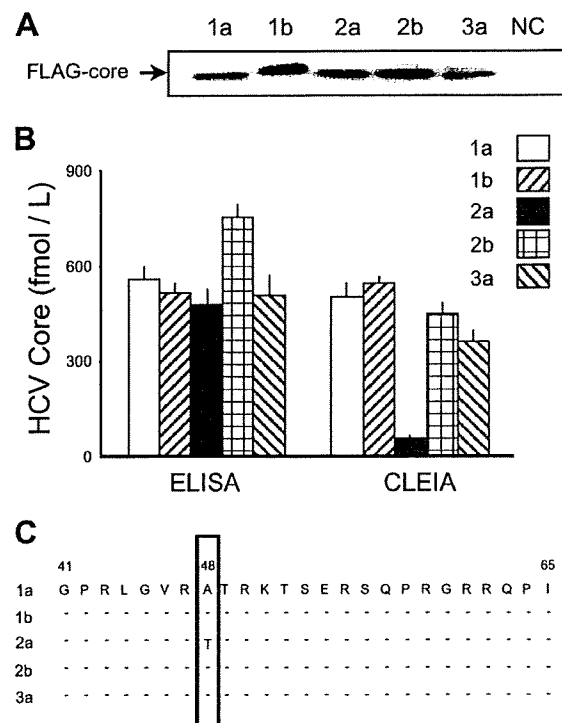 A
1a 1b 2a 2b 3a NC
FLAG-core
B
900
600
300
0
HCV Core (fmol / L)
1a
1b
2a
2b
3a
ELISA CLEIA
C
41 48 65
1a G P R L G V R A T R K T S E R S Q P R G R R Q P I
1b - - - - - - - - - - - - - - - - - - - - - - - - -
2a - - - - - - - T - - - - - - - - - - - - - - - - -
2b - - - - - - - - - - - - - - - - - - - - - - - - -
3a - - - - - - - - - - - - - - - - - - - - - - - - -